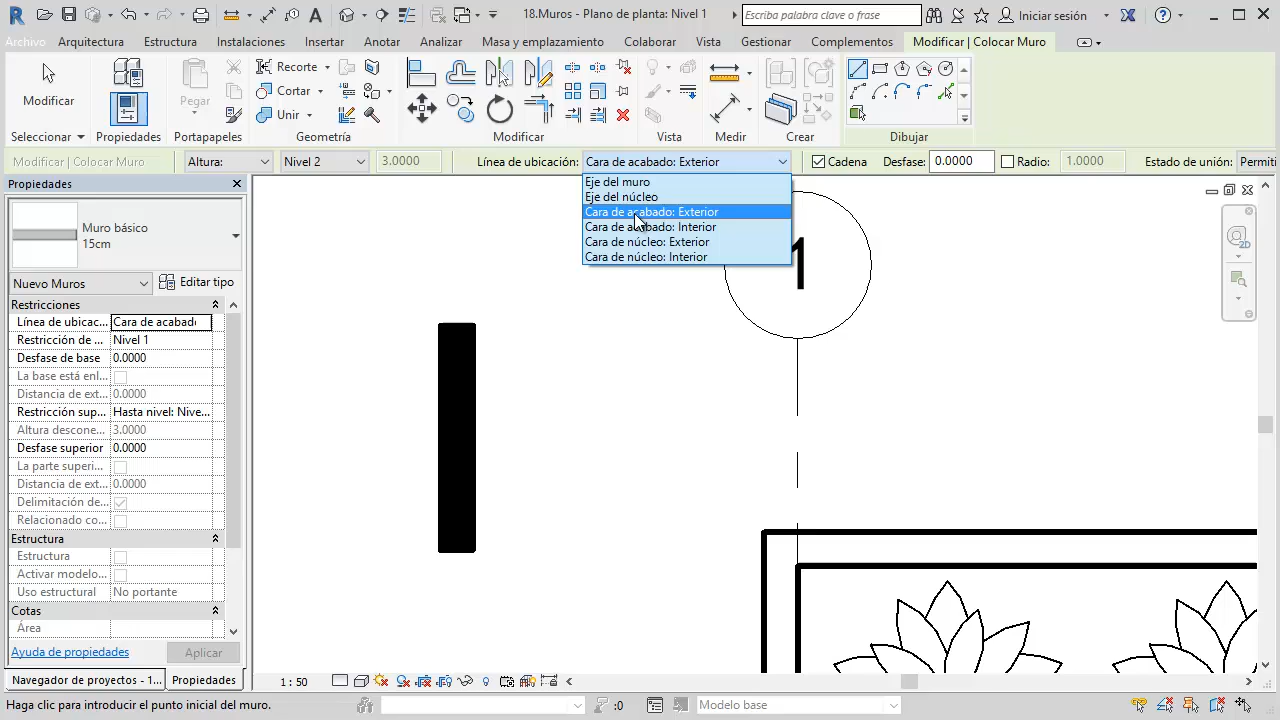 18.Muro - Plano de planta: Nivel 1
Escriba palabra clave o frase
Iniciar sesión
Archivo
Arquitectura
Estructura
Instalaciones
Insertar
Anotar
Analizar
Masa y emplazamiento
Colaborar
Vista
Gestionar
Complementos
Modificar | Colocar Muro
Modificar
Pegar
Recorte
Cortar
Unir
Seleccionar
Propiedades
Portapapeles
Geometría
Modificar
Vista
Medir
Crear
Dibujar
Modificar | Colocar Muro
Altura:
Nivel 2
3.0000
Línea de ubicación:
Cara de acabado: Exterior
Cadena
Desfase:
0.0000
Radio:
1.0000
Estado de unión:
Permiti
Eje del muro
Eje del núcleo
Cara de acabado: Exterior
Cara de acabado: Interior
Cara de núcleo: Exterior
Cara de núcleo: Interior
Propiedades
Muro básico
15cm
Nuevo Muros
Editar tipo
Restricciones
Línea de ubicac...
Cara de acabad
Restricción de ...
Nivel 1
Desfase de base
0.0000
La base está enl...
Distancia de ext...
0.0000
Restricción sup...
Hasta nivel: Nive...
Altura descone...
3.0000
Desfase superior
0.0000
La parte superi...
Distancia de ext...
0.0000
Delimitación de...
Relacionado co...
Estructura
Estructura
Activar modelo...
Uso estructural
No portante
Cotas
Área
Ayuda de propiedades
Aplicar
Navegador de proyectos - 1...
Propiedades
1
2D
1 : 50
Haga clic para introducir el punto inicial del muro.
:0
Modelo base
:0